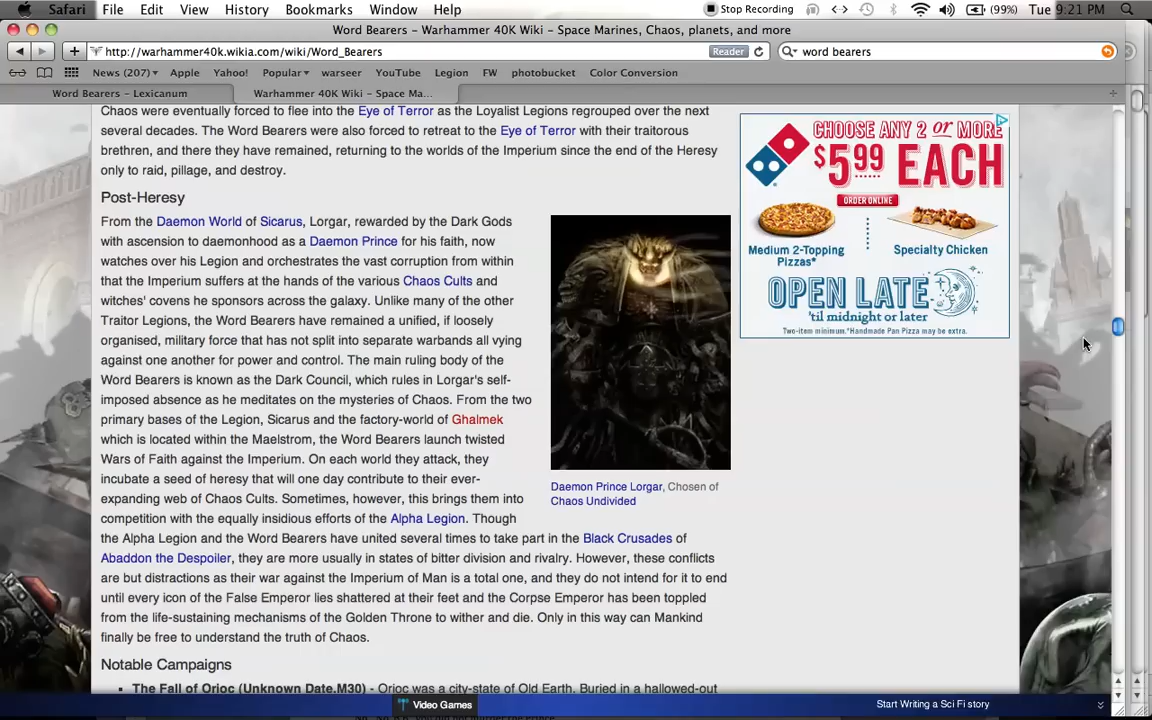 Safari File Edit View History Bookmarks Window Help Stop Recording (99%) Tue 9:21 PM
Word Bearers - Warhammer 40K Wiki - Space Marines, Chaos, planets, and more
http://warhammer40k.wikia.com/wiki/Word_Bearers Reader word bearers
News (207) Apple Yahoo! Popular warseer YouTube Legion FW photobucket Color Conversion
Word Bearers - Lexicanum Warhammer 40K Wiki - Space Ma...
Chaos were eventually forced to flee into the Eye of Terror as the Loyalist Legions regrouped over the next
several decades. The Word Bearers were also forced to retreat to the Eye of Terror with their traitorous
brethren, and there they have remained, returning to the worlds of the Imperium since the end of the Heresy
only to raid, pillage, and destroy.
Post-Heresy
From the Daemon World of Sicarus, Lorgar, rewarded by the Dark Gods
with ascension to daemonhood as a Daemon Prince for his faith, now
watches over his Legion and orchestrates the vast corruption from within
that the Imperium suffers at the hands of the various Chaos Cults and
witches' covens he sponsors across the galaxy. Unlike many of the other
Traitor Legions, the Word Bearers have remained a unified, if loosely
organised, military force that has not split into separate warbands all vying
against one another for power and control. The main ruling body of the
Word Bearers is known as the Dark Council, which rules in Lorgar's self-
imposed absence as he meditates on the mysteries of Chaos. From the two
primary bases of the Legion, Sicarus and the factory-world of Ghalmek
which is located within the Maelstrom, the Word Bearers launch twisted
Wars of Faith against the Imperium. On each world they attack, they
incubate a seed of heresy that will one day contribute to their ever-
expanding web of Chaos Cults. Sometimes, however, this brings them into
competition with the equally insidious efforts of the Alpha Legion. Though
the Alpha Legion and the Word Bearers have united several times to take part in the Black Crusades of
Abaddon the Despoiler, they are more usually in states of bitter division and rivalry. However, these conflicts
are but distractions as their war against the Imperium of Man is a total one, and they do not intend for it to end
until every icon of the False Emperor lies shattered at their feet and the Corpse Emperor has been toppled
from the life-sustaining mechanisms of the Golden Throne to wither and die. Only in this way can Mankind
finally be free to understand the truth of Chaos.
Daemon Prince Lorgar, Chosen of
Chaos Undivided
CHOOSE ANY 2 or MORE
$5.99 EACH
ORDER ONLINE
Medium 2-Topping
Pizzas*
Specialty Chicken
OPEN LATE
'til midnight or later
Two-item minimum. *Handmade Pan Pizza may be extra.
Notable Campaigns
The Fall of Orioc (Unknown Date.M30) - Orioc was a city-state of Old Earth. Buried in a hallowed-out
Video Games Start Writing a Sci Fi story